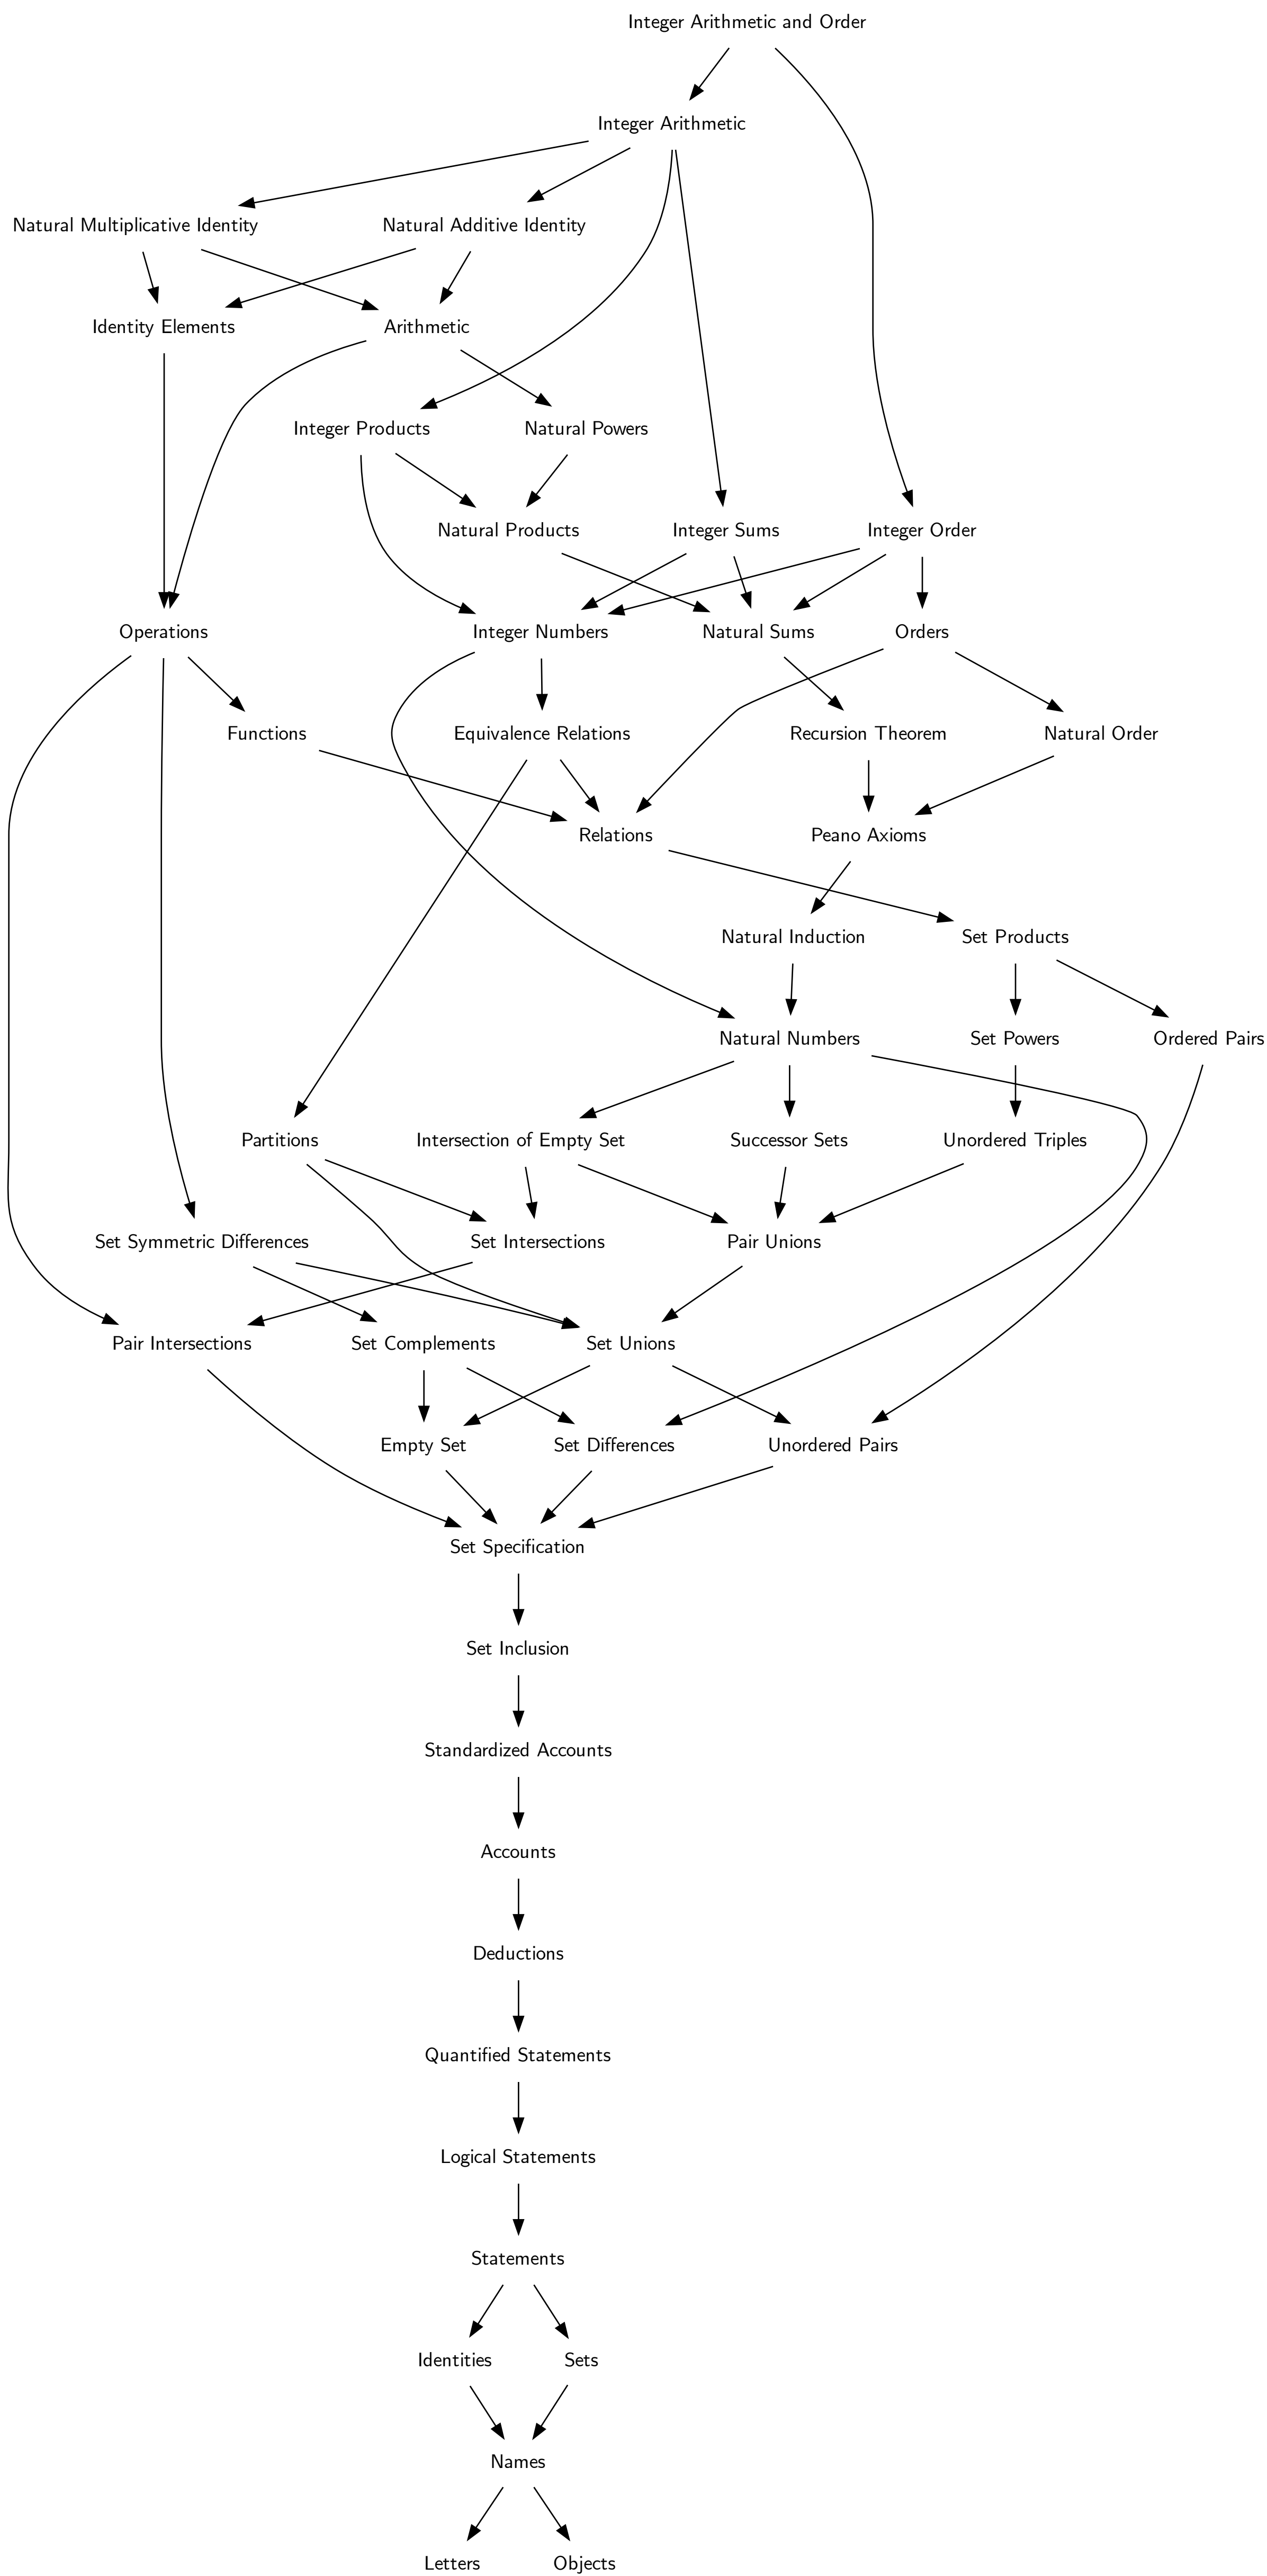 Integer Arithmetic and Order
Integer Arithmetic
Natural Multiplicative Identity
Natural Additive Identity
Identity Elements
Arithmetic
Integer Products
Natural Powers
Natural Products
Integer Sums
Integer Order
Operations
Integer Numbers
Natural Sums
Orders
Functions
Equivalence Relations
Recursion Theorem
Natural Order
Relations
Peano Axioms
Natural Induction
Set Products
Natural Numbers
Set Powers
Ordered Pairs
Partitions
Intersection of Empty Set
Successor Sets
Unordered Triples
Set Symmetric Differences
Set Intersections
Pair Unions
Pair Intersections
Set Complements
Set Unions
Empty Set
Set Differences
Unordered Pairs
Set Specification
Set Inclusion
Standardized Accounts
Accounts
Deductions
Quantified Statements
Logical Statements
Statements
Identities
Sets
Names
Letters
Objects